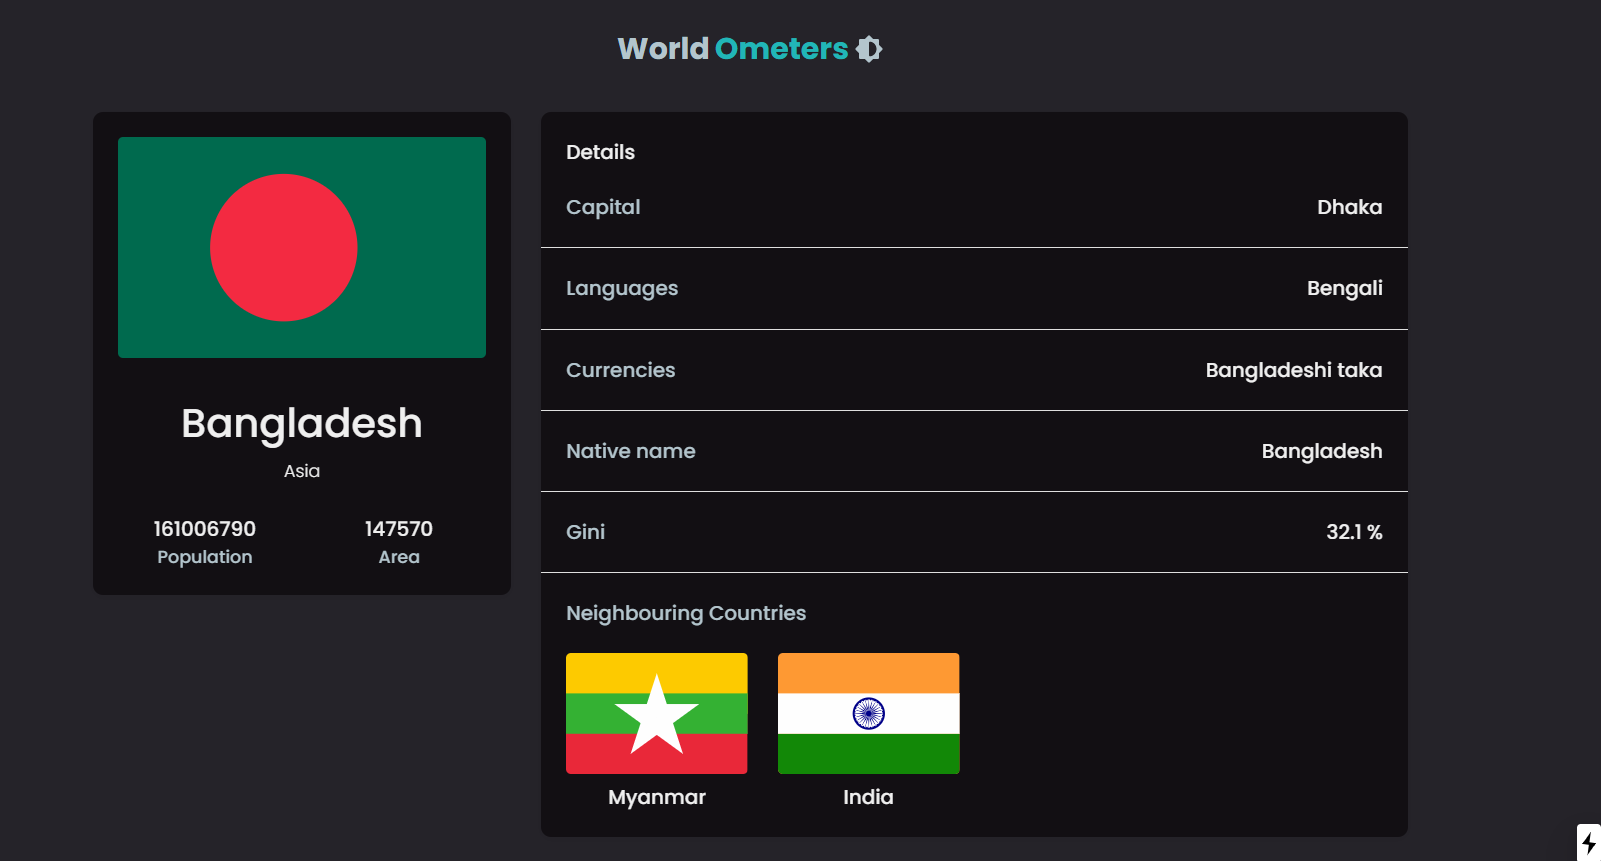 World Ometers
Bangladesh
Asia
161006790
Population
147570
Area
Details
Capital Dhaka
Languages Bengali
Currencies Bangladeshi taka
Native name Bangladesh
Gini 32.1 %
Neighbouring Countries
Myanmar
India